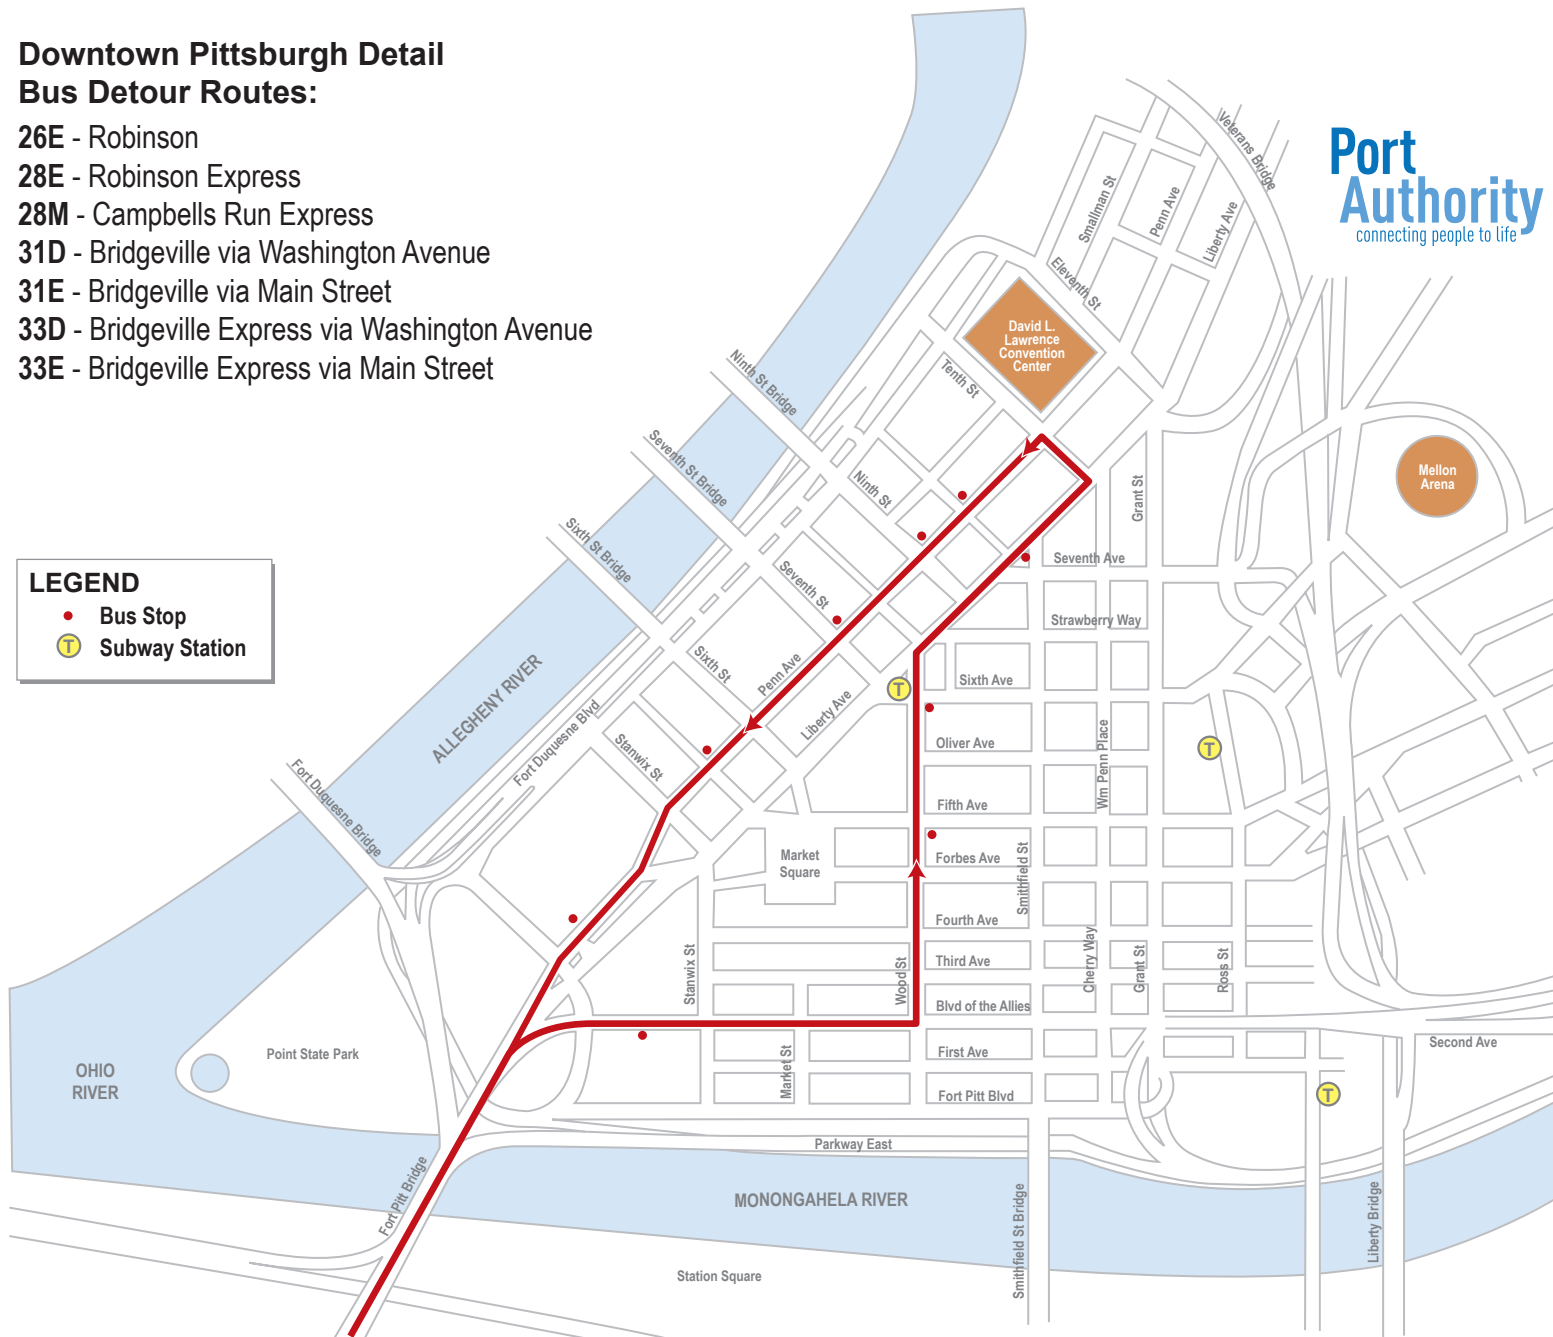 Downtown Pittsburgh Detail
Bus Detour Routes:
26E - Robinson
28E - Robinson Express
28M - Campbells Run Express
31D - Bridgeville via Washington Avenue
31E - Bridgeville via Main Street
33D - Bridgeville Express via Washington Avenue
33E - Bridgeville Express via Main Street
Port
Authority
connecting people to life
LEGEND
Bus Stop
T
Subway Station
Veterans Bridge
Smallman St
Penn Ave
Liberty Ave
Eleventh St
David L.
Lawrence
Convention
Center
Tenth St
Ninth St Bridge
Seventh St Bridge
Sixth St Bridge
Ninth St
Mellon
Arena
Grant St
Seventh Ave
Seventh St
Strawberry Way
Sixth St
Penn Ave
Sixth Ave
T
Liberty Ave
ALLEGHENY RIVER
Fort Duquesne Blvd
Stanwix St
Oliver Ave
Wm Penn Place
T
Fort Duquesne Bridge
Fifth Ave
Market
Square
Forbes Ave
Smithfield St
Fourth Ave
Stanwix St
Wood St
Third Ave
Cherry Way
Grant St
Ross St
Blvd of the Allies
Point State Park
Second Ave
OHIO
RIVER
Market St
First Ave
Fort Pitt Blvd
T
Parkway East
Fort Pitt Bridge
MONONGAHELA RIVER
Smithfield St Bridge
Liberty Bridge
Station Square